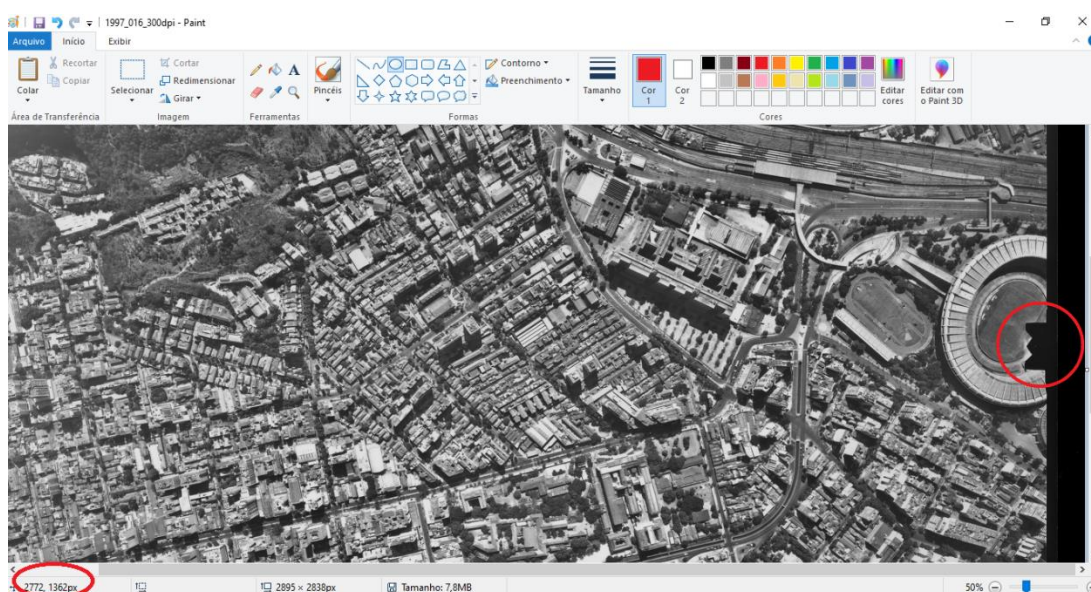 1997_016_300dpi - Paint
Arquivo Início Exibir
Colar
Recortar
Copiar
Área de Transferência
Selecionar
Cortar
Redimensionar
Girar
Imagem
A
Ferramentas
Pincéis
Contorno
Preenchimento
Formas
Tamanho
Cor
1
Cor
2
Editar
cores
Cores
Editar com
o Paint 3D
2772, 1362px
2895 × 2838px
Tamanho: 7,8MB
50%